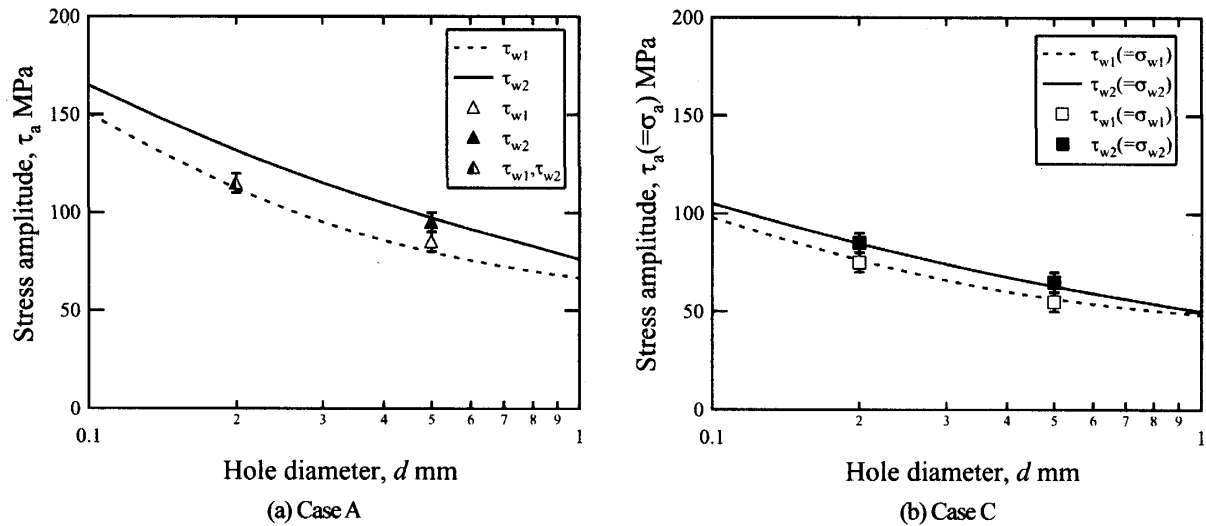 200
150
100
50
0
Stress amplitude, τa MPa
τw1
τw2
τw1
τw2
τw1,τw2
0.1
2
3
4
5
6
7
8
9
1
Hole diameter, d mm
(a) Case A
200
150
100
50
0
Stress amplitude, τa(=σa) MPa
τw1(=σw1)
τw2(=σw2)
τw1(=σw1)
τw2(=σw2)
0.1
2
3
4
5
6
7
8
9
1
Hole diameter, d mm
(b) Case C